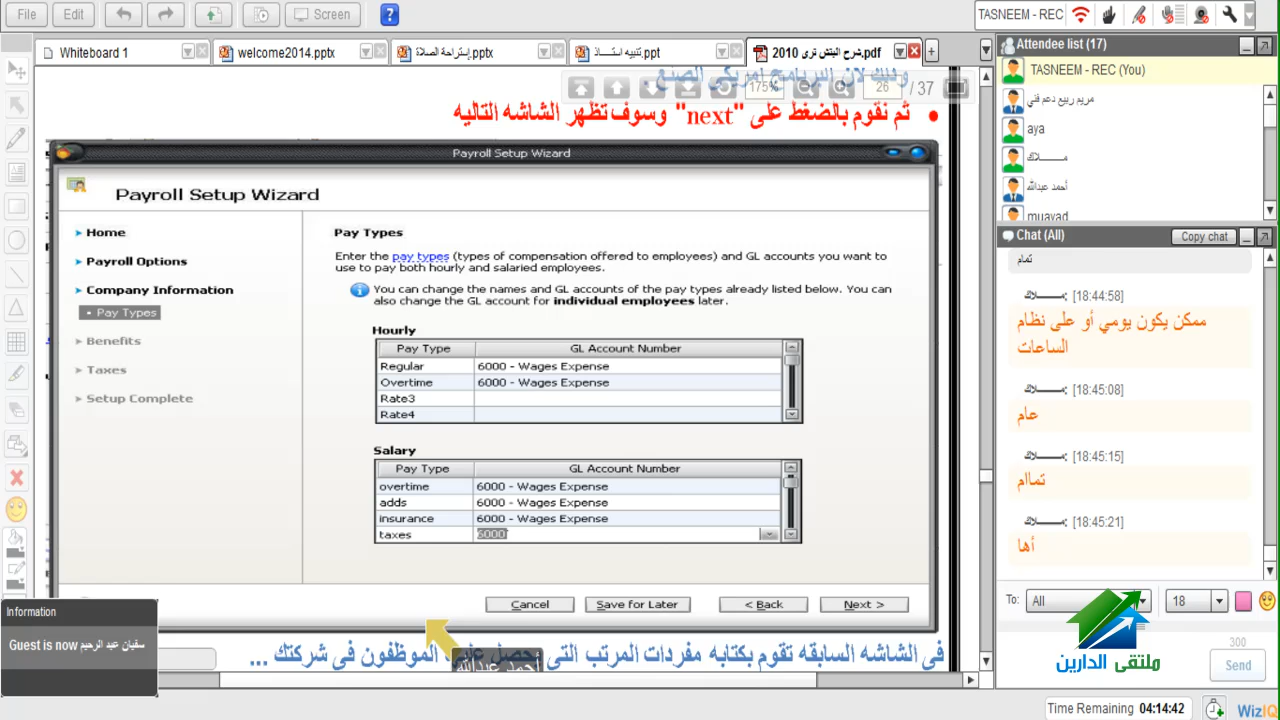 File
Edit
Screen
?
TASNEEM - REC
Whiteboard 1
welcome2014.pptx
إستراحة الصلاة.pptx
تنبيه استـــاذ.ppt
شرح البتش ترى 2010.pdf
+
175%
26
/ 37
ثم نقوم بالضغط على "next" وسوف تظهر الشاشه التاليه
Payroll Setup Wizard
Payroll Setup Wizard
Home
Payroll Options
Company Information
Pay Types
Benefits
Taxes
Setup Complete
Pay Types
Enter the pay types (types of compensation offered to employees) and GL accounts you want to
use to pay both hourly and salaried employees.
You can change the names and GL accounts of the pay types already listed below. You can
also change the GL account for individual employees later.
Hourly
Pay Type GL Account Number
Regular 6000 - Wages Expense
Overtime 6000 - Wages Expense
Rate3
Rate4
Salary
Pay Type GL Account Number
overtime 6000 - Wages Expense
adds 6000 - Wages Expense
insurance 6000 - Wages Expense
taxes 6000
Cancel
Save for Later
< Back
Next >
فى الشاشه السابقه تقوم بكتابه مفردات المرتب التى الموظفون فى شركتك ...
أحمد عبدالله
Information
Guest is now سفيان عبد الرحيم
Attendee list (17)
TASNEEM - REC (You)
مريم ربيع دعم فني
aya
مـــــلاك
أحمد عبدالله
muayad
Chat (All)
Copy chat
تمام
مـــــلاك: [18:44:58]
ممكن يكون يومي أو على نظام
الساعات
مـــــلاك: [18:45:08]
عام
مـــــلاك: [18:45:15]
تماام
مـــــلاك: [18:45:21]
أها
To:
All
18
300
Send
ملتقى الدارين
Time Remaining 04:14:42
WizIQ